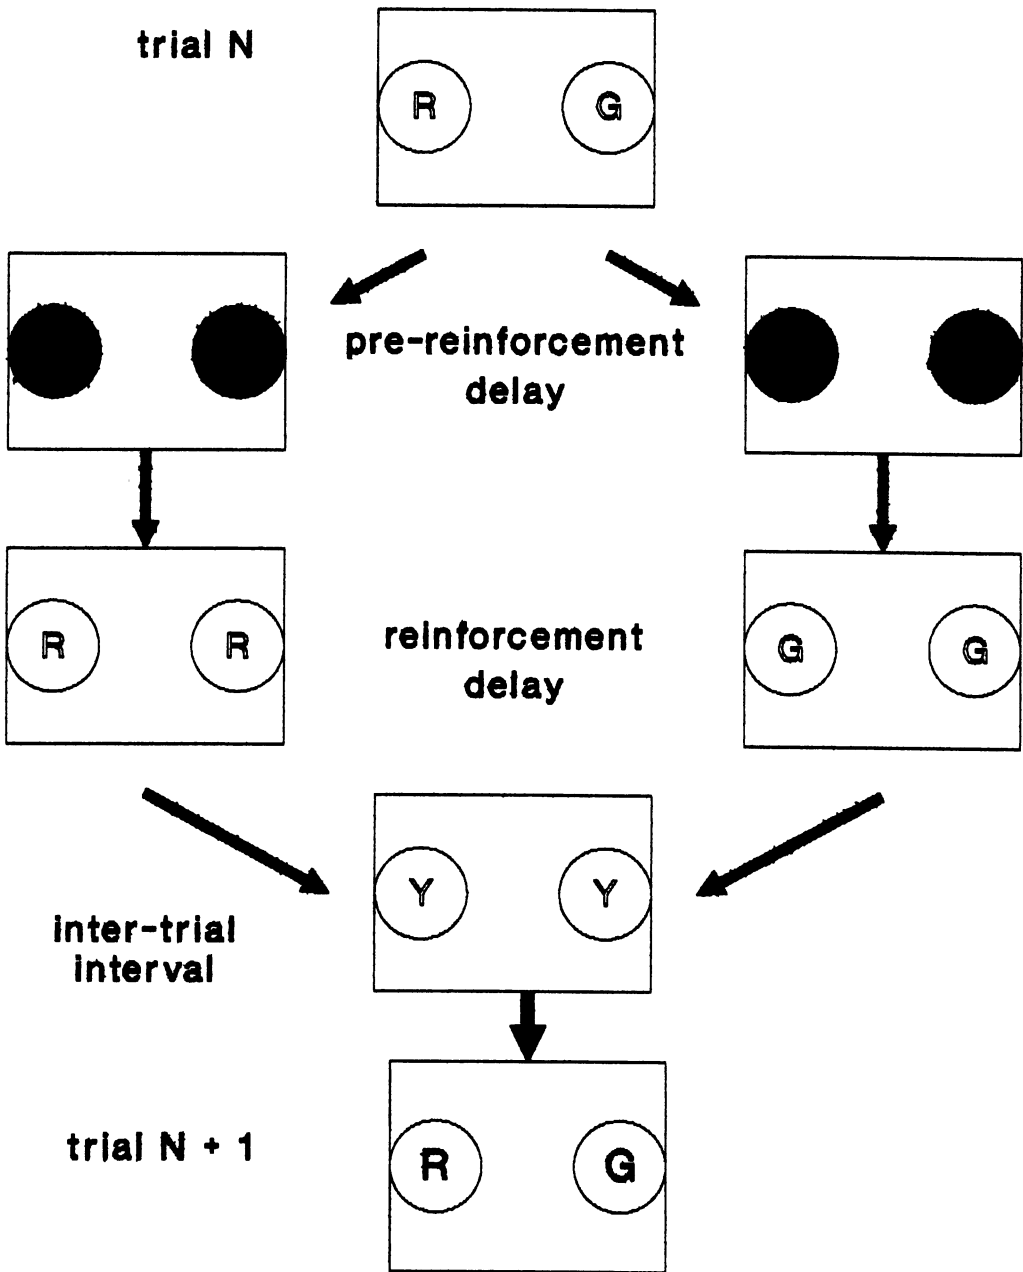 trial N
R G
pre-reinforcement
delay
R R
reinforcement
delay
G G
Y Y
inter-trial
interval
R G
trial N + 1